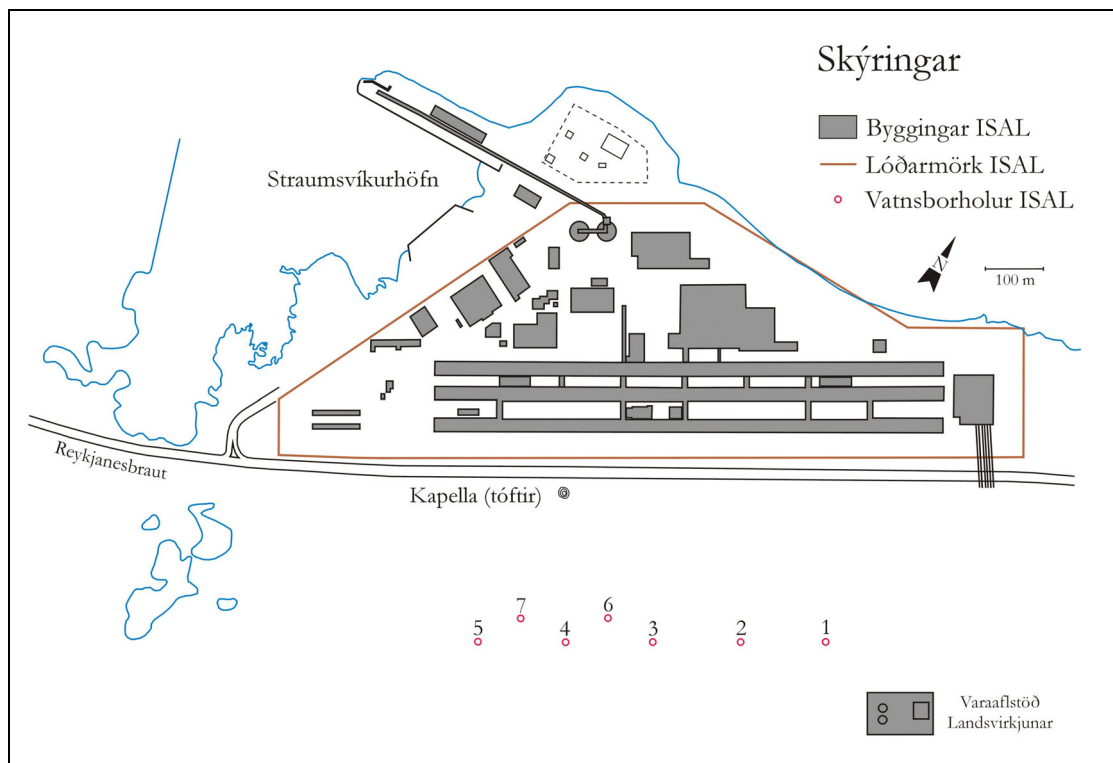 Skýringar
Byggingar ISAL
Lóðarmörk ISAL
Vatnsborholur ISAL
Straumsvíkurhöfn
N
100 m
Reykjanesbraut
Kapella (tóftir)
7
6
5
4
3
2
1
Varaaflstöð
Landsvirkjunar